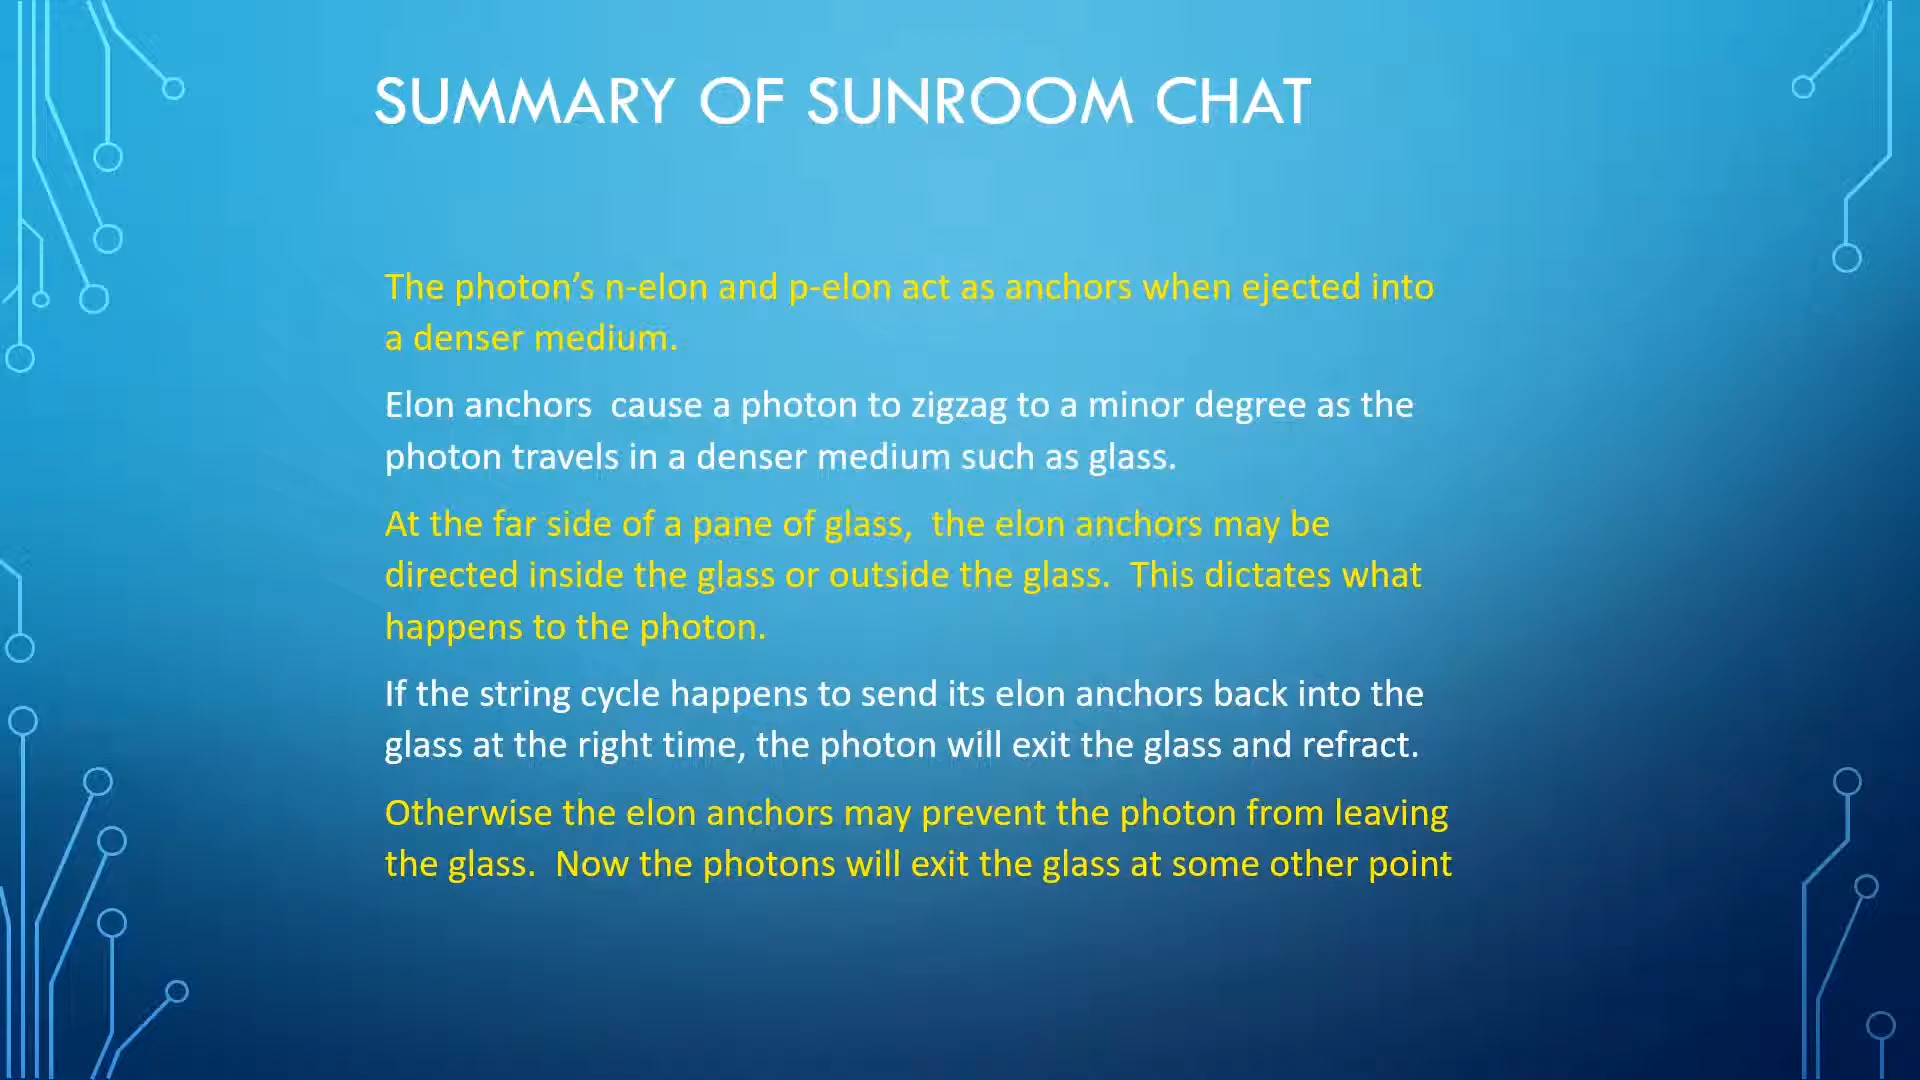 SUMMARY OF SUNROOM CHAT
The photon’s n-elon and p-elon act as anchors when ejected into
a denser medium.
Elon anchors  cause a photon to zigzag to a minor degree as the
photon travels in a denser medium such as glass.
At the far side of a pane of glass,  the elon anchors may be
directed inside the glass or outside the glass.  This dictates what
happens to the photon.
If the string cycle happens to send its elon anchors back into the
glass at the right time, the photon will exit the glass and refract.
Otherwise the elon anchors may prevent the photon from leaving
the glass.  Now the photons will exit the glass at some other point